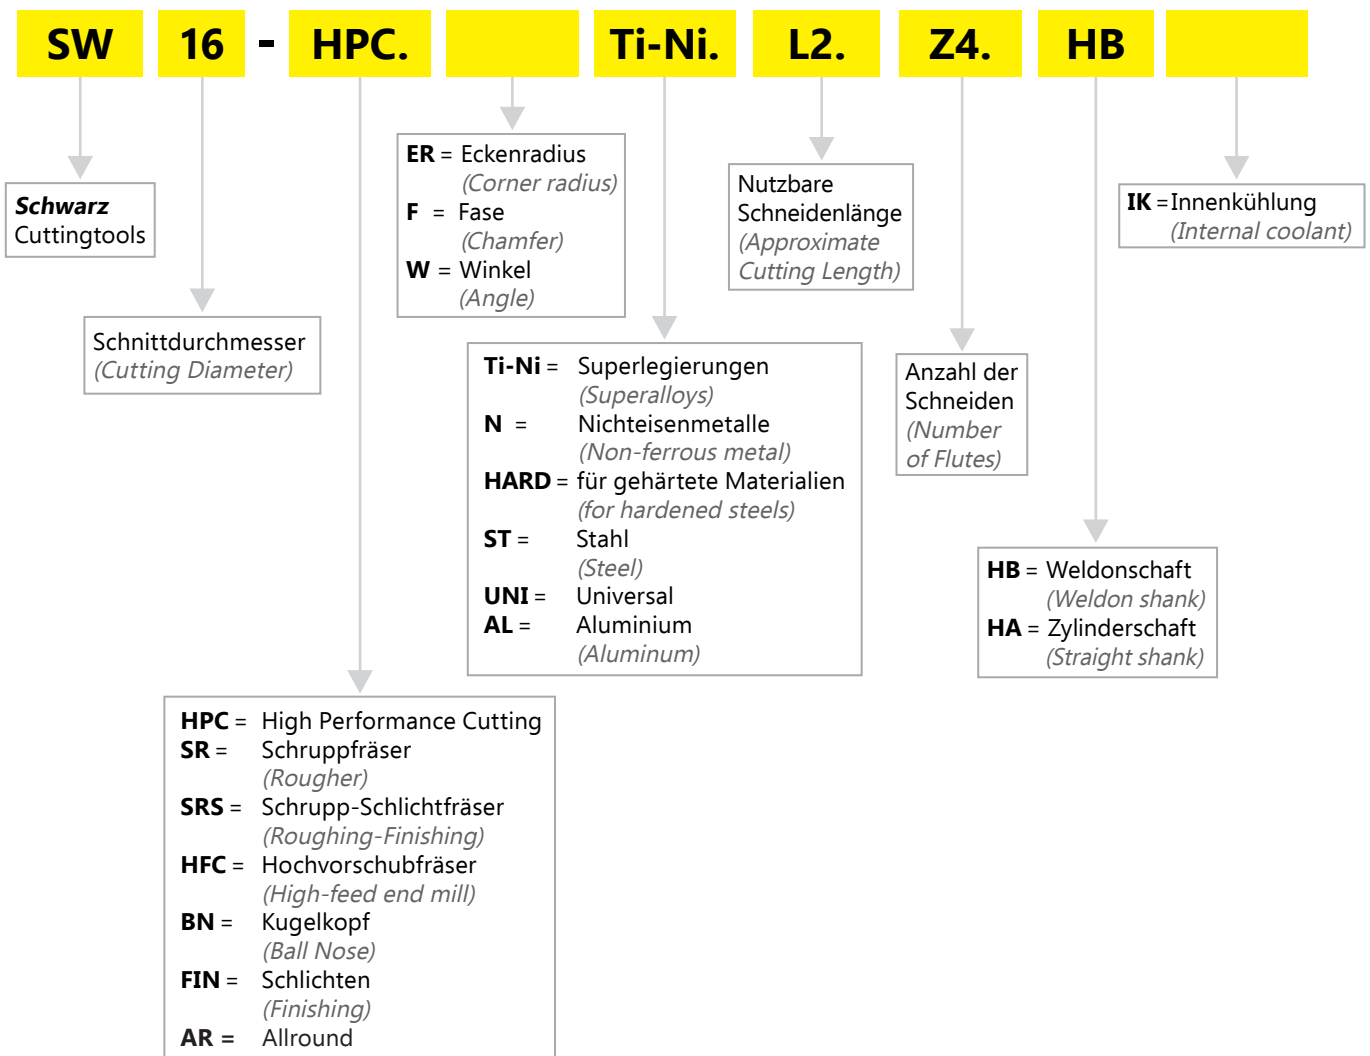 SW 16 - HPC. Ti-Ni. L2. Z4. HB
Schwarz
Cuttingtools
Schnittdurchmesser
(Cutting Diameter)
HPC = High Performance Cutting
SR = Schruppfräser
(Rougher)
SRS = Schrupp-Schlichtfräser
(Roughing-Finishing)
HFC = Hochvorschubfräser
(High-feed end mill)
BN = Kugelkopf
(Ball Nose)
FIN = Schlichten
(Finishing)
AR = Allround
ER = Eckenradius
(Corner radius)
F = Fase
(Chamfer)
W = Winkel
(Angle)
Ti-Ni = Superlegierungen
(Superalloys)
N = Nichteisenmetalle
(Non-ferrous metal)
HARD = für gehärtete Materialien
(for hardened steels)
ST = Stahl
(Steel)
UNI = Universal
AL = Aluminium
(Aluminum)
Nutzbare
Schneidenlänge
(Approximate
Cutting Length)
Anzahl der
Schneiden
(Number
of Flutes)
HB = Weldonschaft
(Weldon shank)
HA = Zylinderschaft
(Straight shank)
IK =Innenkühlung
(Internal coolant)